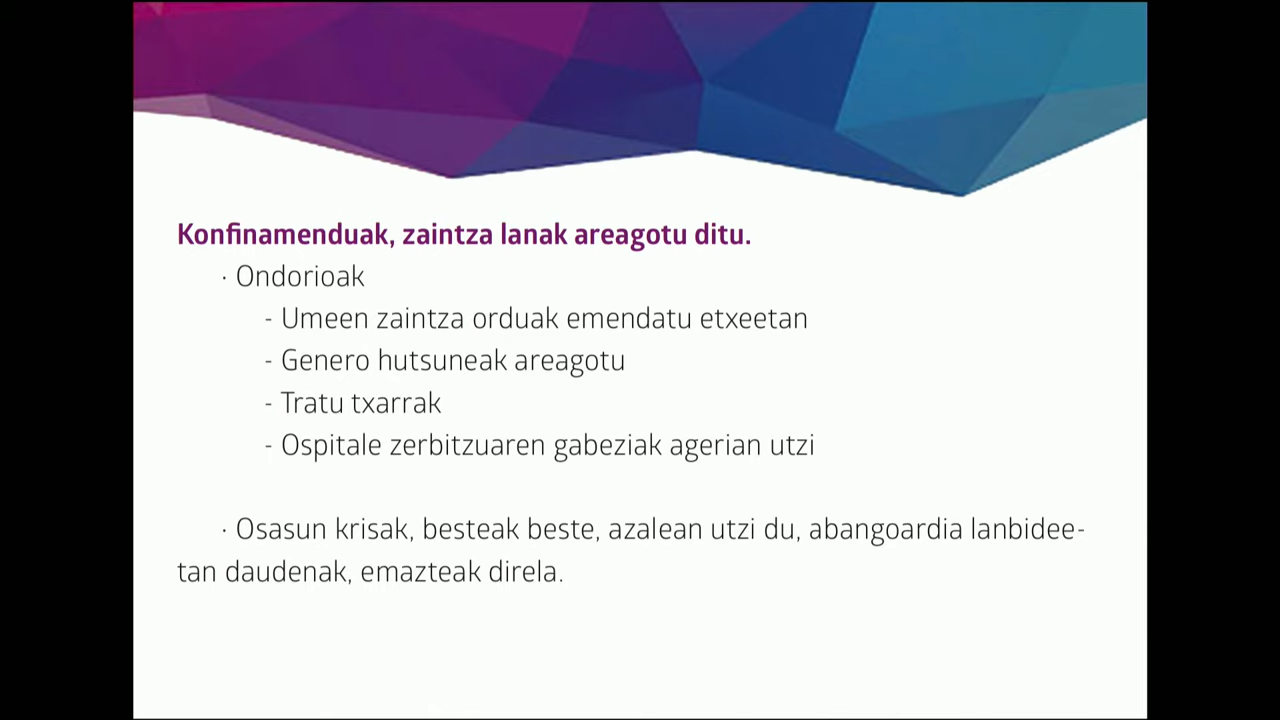 Konfinamenduak, zaintza lanak areagotu ditu.
· Ondorioak
- Umeen zaintza orduak emendatu etxeetan
- Genero hutsuneak areagotu
- Tratu txarrak
- Ospitale zerbitzuaren gabeziak agerian utzi
· Osasun krisak, besteak beste, azalean utzi du, abangoardia lanbidee-
tan daudenak, emazteak direla.